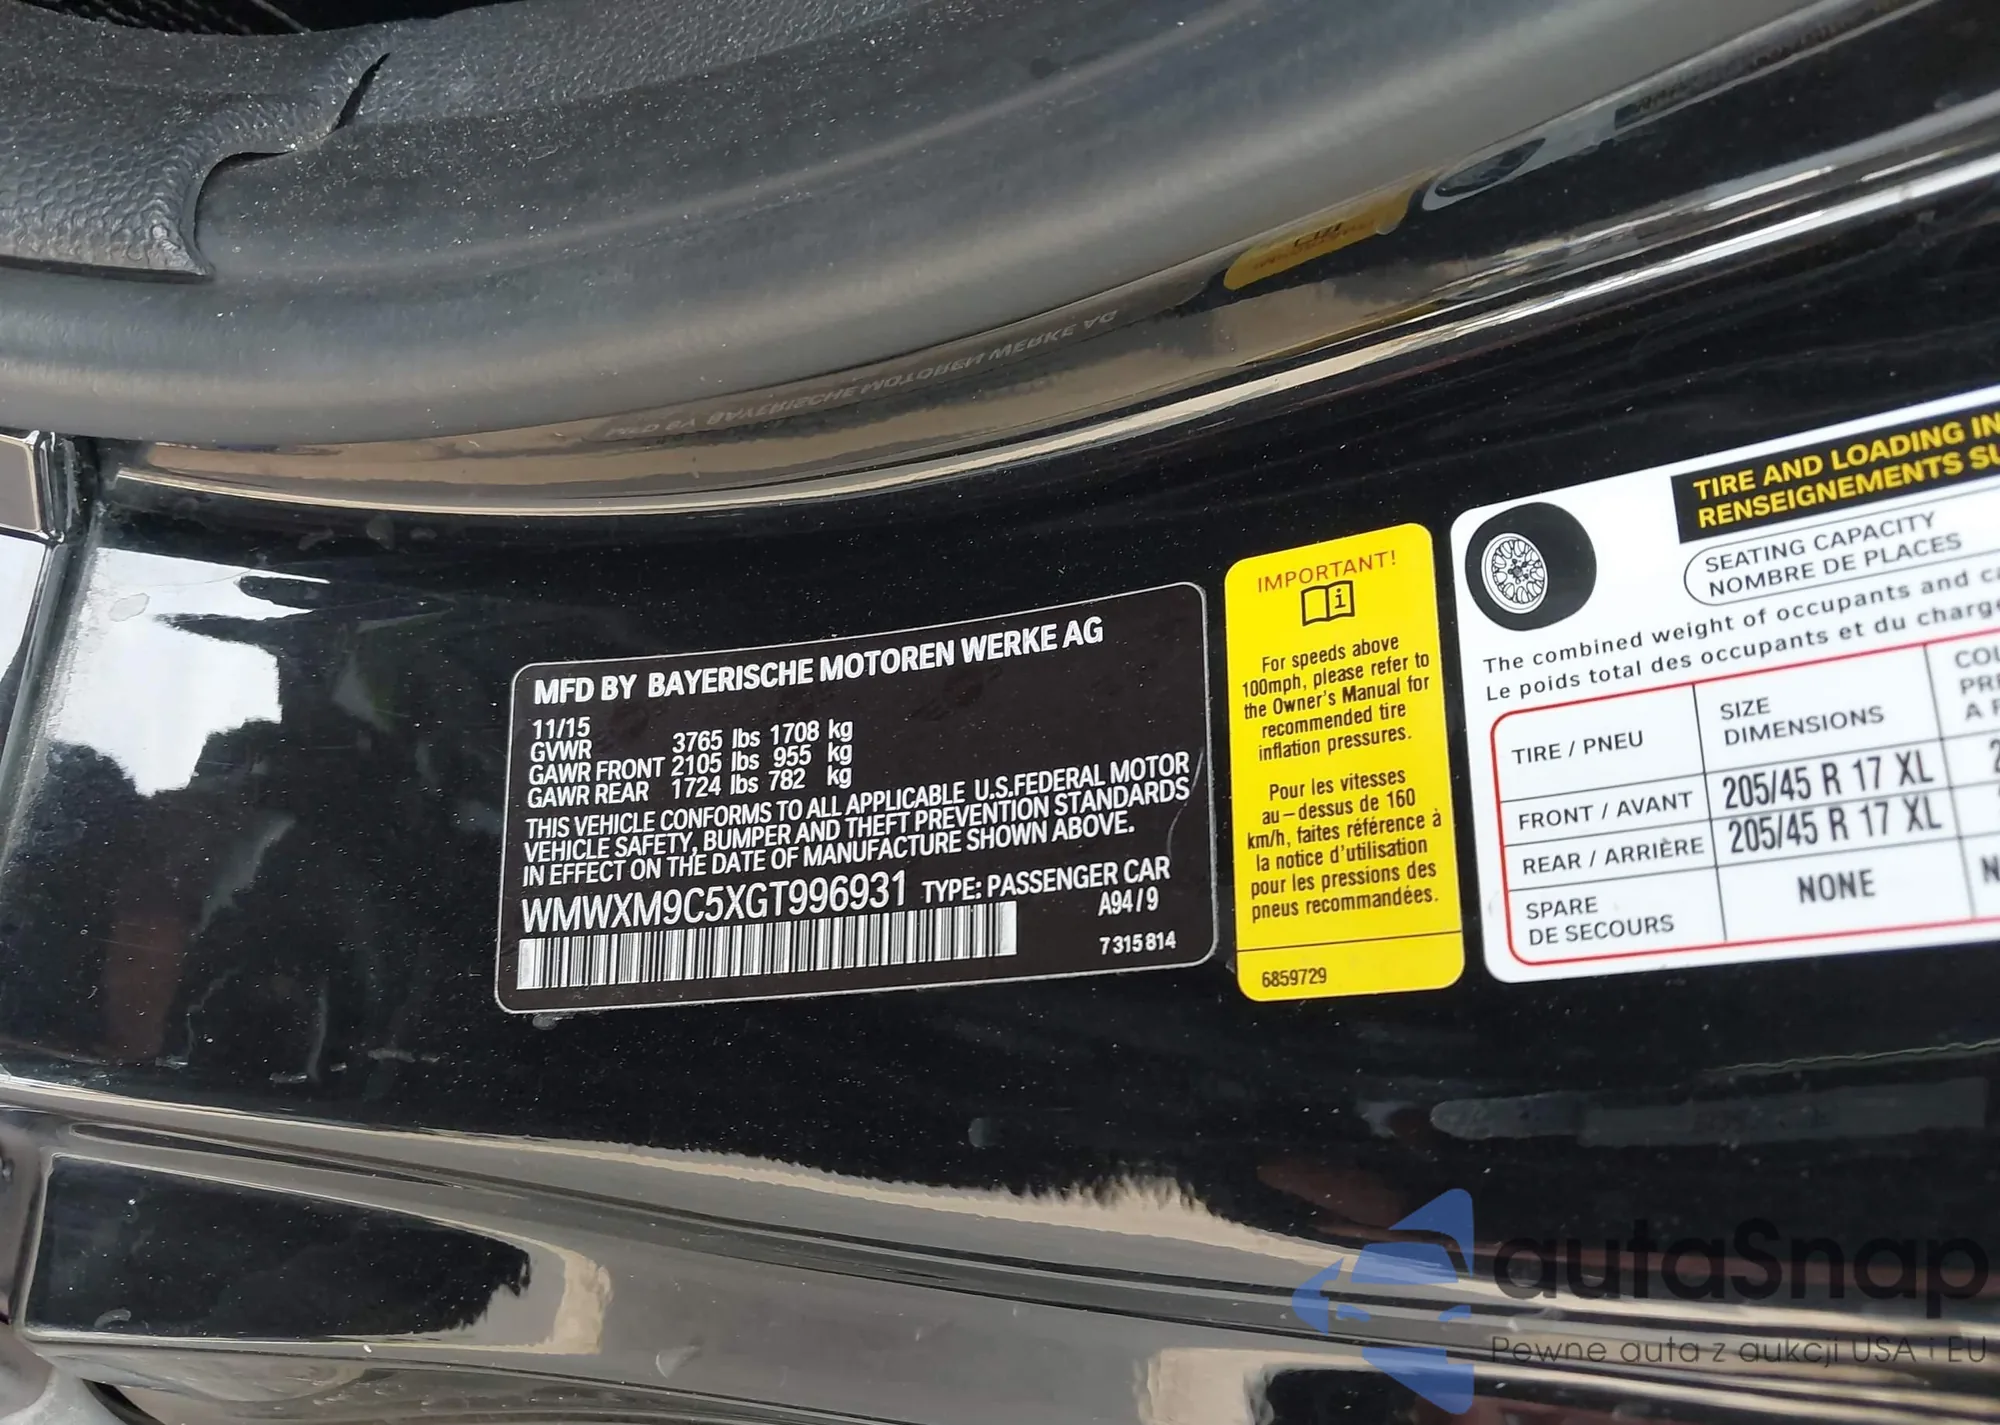 MFD BY BAYERISCHE MOTOREN WERKE AG
11/15
GVWR 3765 lbs 1708 kg
GAWR FRONT 2105 lbs 955 kg
GAWR REAR 1724 lbs 782 kg
THIS VEHICLE CONFORMS TO ALL APPLICABLE U.S.FEDERAL MOTOR
VEHICLE SAFETY, BUMPER AND THEFT PREVENTION STANDARDS
IN EFFECT ON THE DATE OF MANUFACTURE SHOWN ABOVE.
WMWXM9C5XGT996931 TYPE: PASSENGER CAR
A94/9
7315814
IMPORTANT!
For speeds above
100mph, please refer to
the Owner's Manual for
recommended tire
inflation pressures.
Pour les vitesses
au-dessus de 160
km/h, faites référence à
la notice d'utilisation
pour les pressions des
pneus recommandées.
6859729
TIRE AND LOADING IN
RENSEIGNEMENTS SU
SEATING CAPACITY
NOMBRE DE PLACES
The combined weight of occupants and ca
Le poids total des occupants et du charge
TIRE / PNEU
SIZE
DIMENSIONS
COL
PRE
A F
FRONT / AVANT 205/45 R 17 XL
REAR / ARRIÈRE 205/45 R 17 XL
SPARE
DE SECOURS
NONE
autaSnap
Pewne auta z aukcji USA i EU